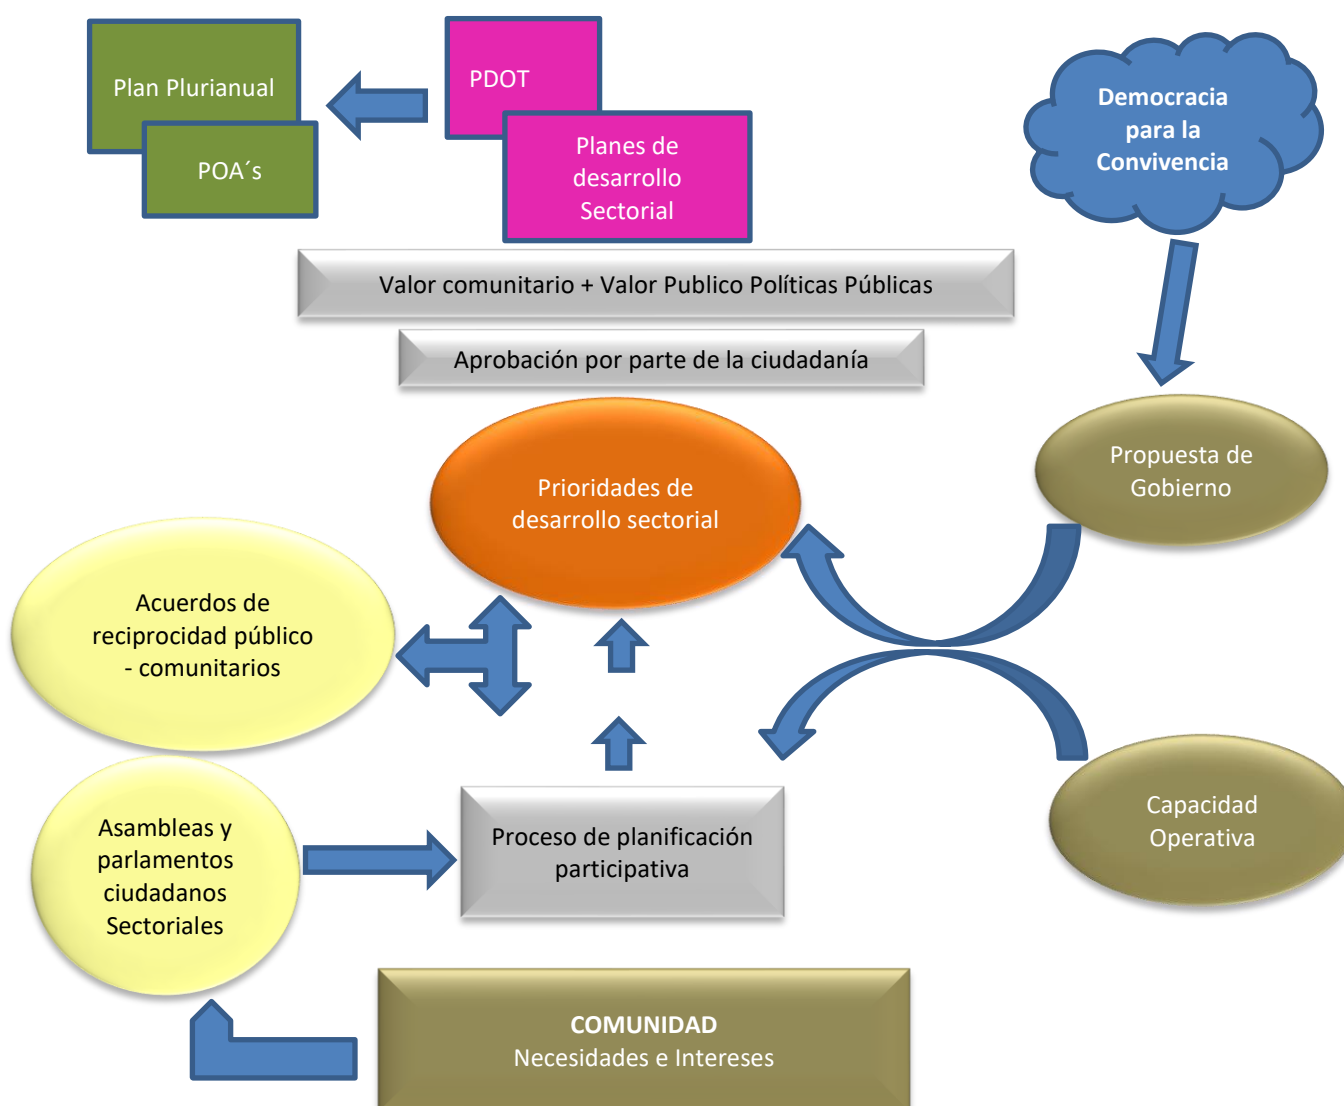 Plan Plurianual
POA´s
PDOT
Planes de
desarrollo
Sectorial
Democracia
para la
Convivencia
Valor comunitario + Valor Publico Políticas Públicas
Aprobación por parte de la ciudadanía
Prioridades de
desarrollo sectorial
Propuesta de
Gobierno
Acuerdos de
reciprocidad público
- comunitarios
Asambleas y
parlamentos
ciudadanos
Sectoriales
Proceso de planificación
participativa
Capacidad
Operativa
COMUNIDAD
Necesidades e Intereses